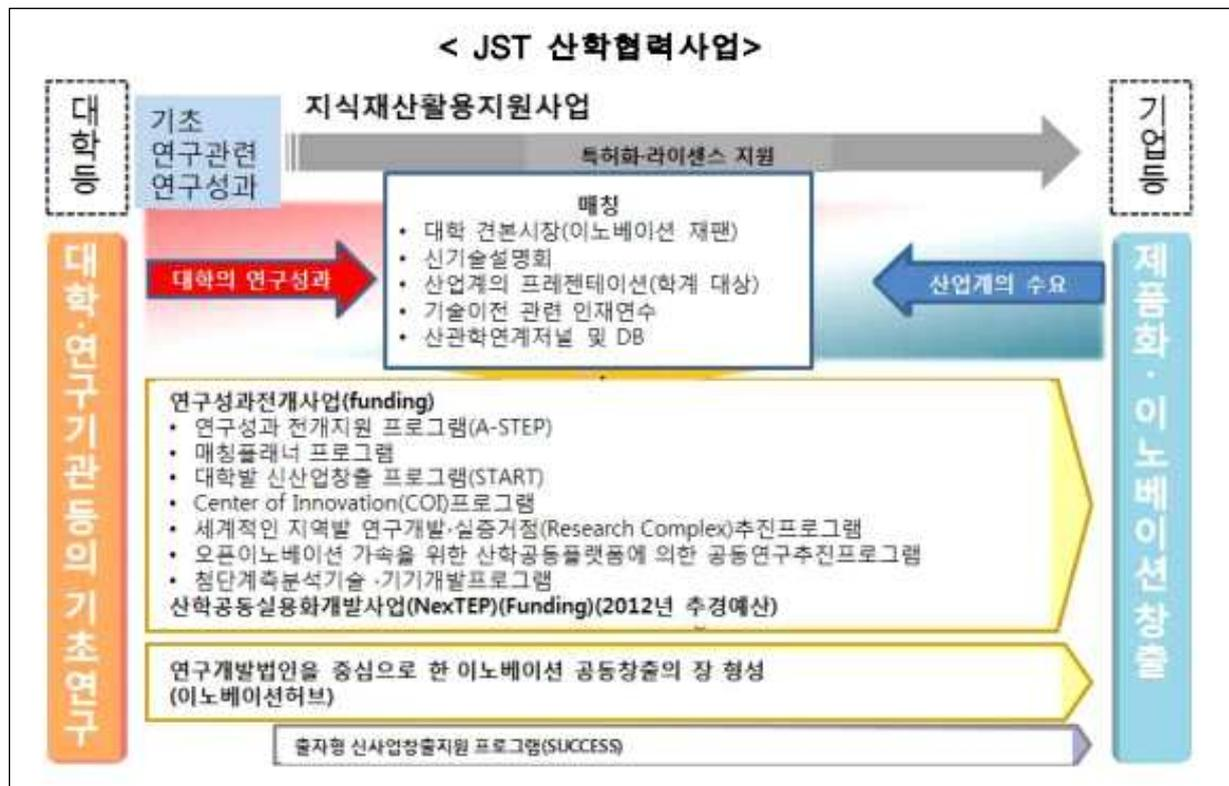 < JST 산학협력사업>
대학등
기초
연구관련
연구성과
지식재산활용지원사업
특허화·라이센스 지원
기업등
매칭
• 대학 견본시장(이노베이션 재팬)
• 신기술설명회
• 산업계의 프레젠테이션(학계 대상)
• 기술이전 관련 인재연수
• 산관학연계저널 및 DB
대학의 연구성과
산업계의 수요
대학·연구기관등의 기초연구
제품화·이노베이션창출
연구성과전개사업(funding)
• 연구성과 전개지원 프로그램(A-STEP)
• 매칭플래너 프로그램
• 대학발 신산업창출 프로그램(START)
• Center of Innovation(COI)프로그램
• 세계적인 지역발 연구개발·실증거점(Research Complex)추진프로그램
• 오픈이노베이션 가속을 위한 산학공동플랫폼에 의한 공동연구추진프로그램
• 첨단계측분석기술 ·기기개발프로그램
산학공동실용화개발사업(NexTEP)(Funding)(2012년 추경예산)
연구개발법인을 중심으로 한 이노베이션 공동창출의 장 형성
(이노베이션허브)
출자형 신사업창출지원 프로그램(SUCCESS)